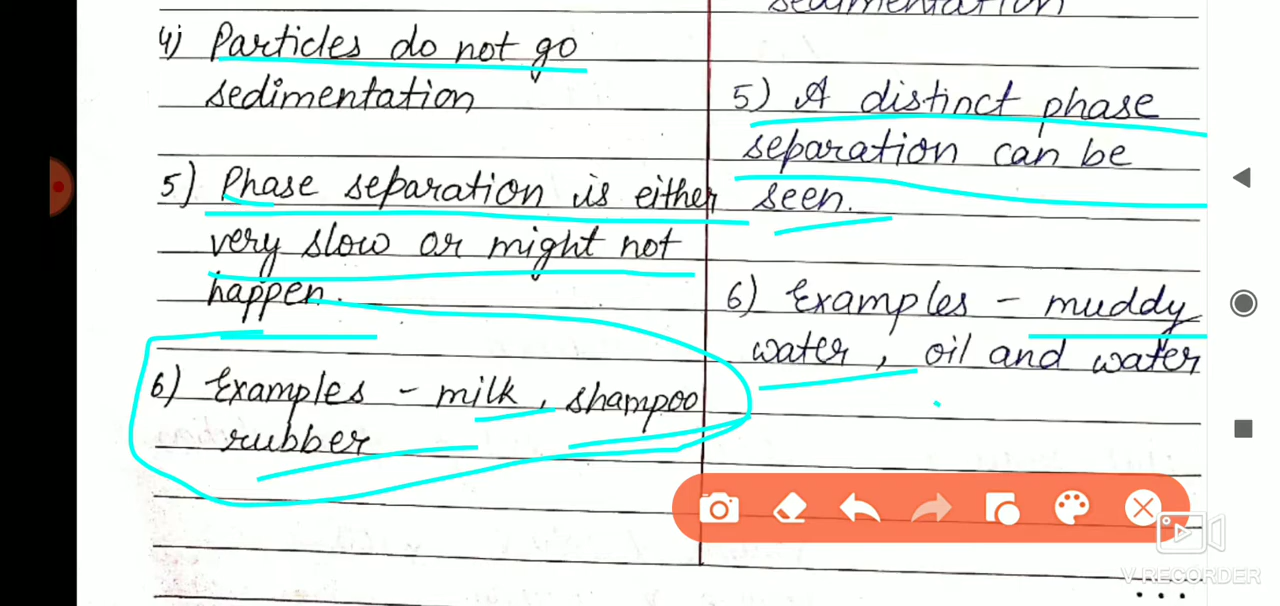 4) Particles do not go
sedimentation
5) Phase separation is either
very slow or might not
happen.
6) Examples - milk, shampoo
rubber
sedimentation
5) A distinct phase
separation can be
seen.
6) Examples - muddy
water, oil and water
V RECORDER